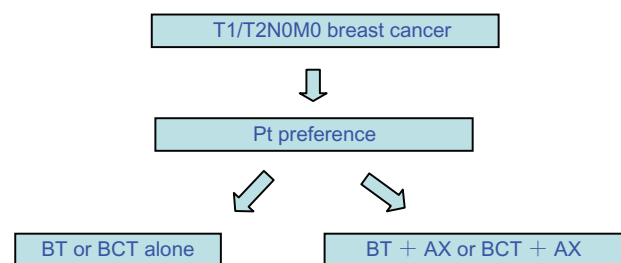 T1/T2N0M0 breast cancer
Pt preference
BT or BCT alone
BT + AX or BCT + AX